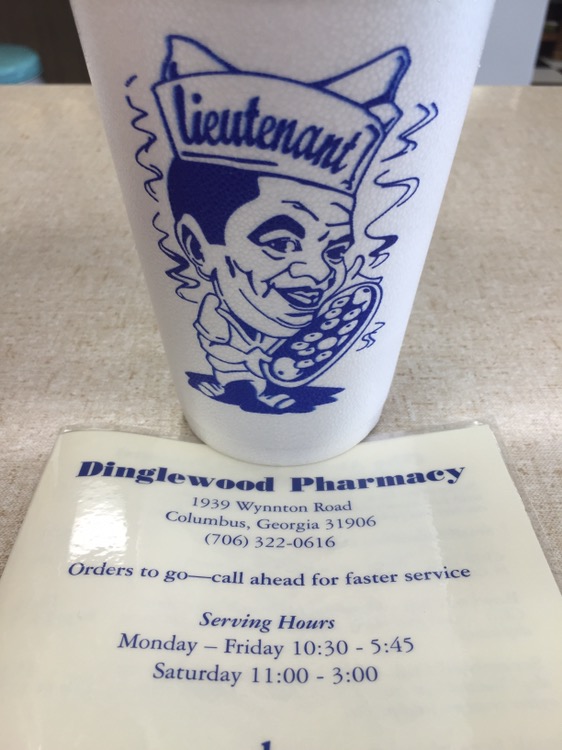 Lieutenant
Dinglewood Pharmacy
1939 Wynnton Road
Columbus, Georgia 31906
(706) 322-0616
Orders to go—call ahead for faster service
Serving Hours
Monday – Friday 10:30 - 5:45
Saturday 11:00 - 3:00